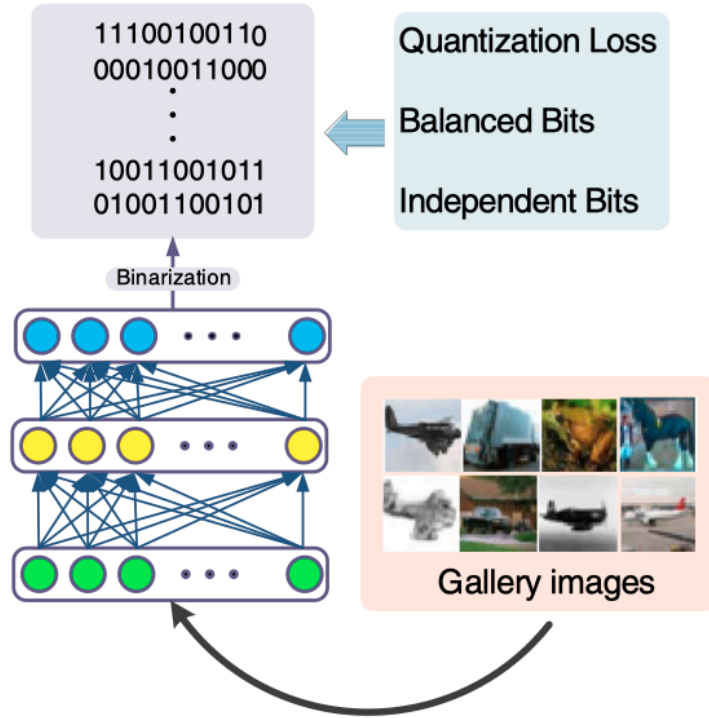 11100100110
00010011000
10011001011
01001100101
Quantization Loss
Balanced Bits
Independent Bits
Binarization
Gallery images